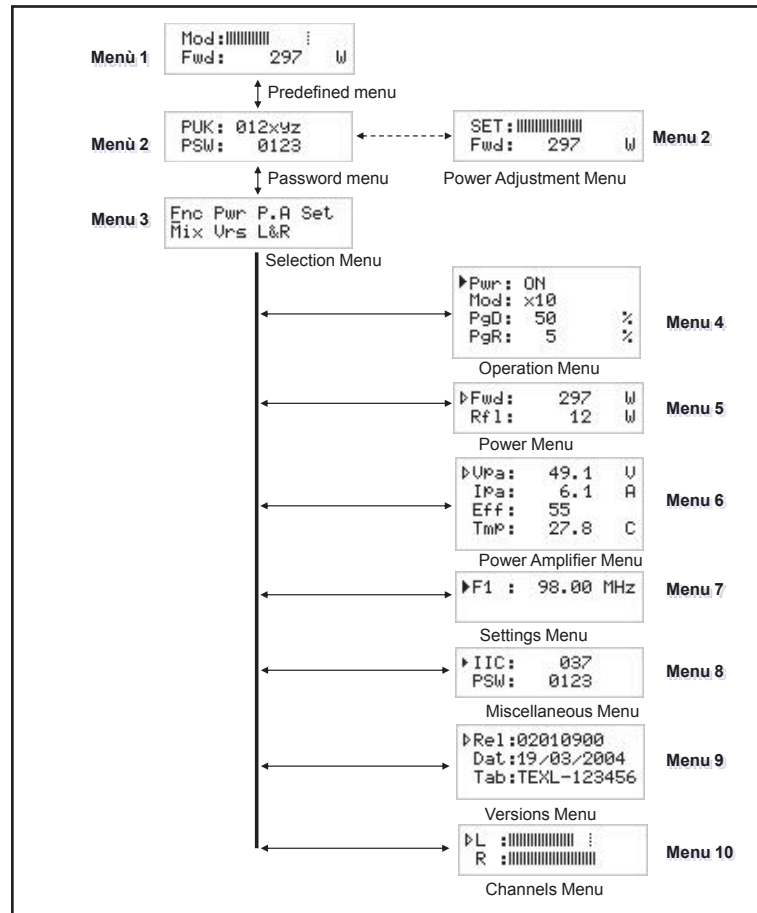 Menù 1
Mod:
Fwd: 297 W
Predefined menu
Menù 2
PUK: 012xyz
PSW: 0123
SET:
Fwd: 297 W
Menu 2
Password menu
Power Adjustment Menu
Menu 3
Fnc Pwr P.A Set
Mix Vrs L&R
Selection Menu
Pwr: ON
Mod: x10
PgD: 50 %
PgR: 5 %
Menu 4
Operation Menu
Fwd: 297 W
Rfl: 12 W
Menu 5
Power Menu
Vpa: 49.1 V
Ipa: 6.1 A
Eff: 55
Tmp: 27.8 C
Menu 6
Power Amplifier Menu
F1 : 98.00 MHz
Menu 7
Settings Menu
IIC: 037
PSW: 0123
Menu 8
Miscellaneous Menu
Rel:02010900
Dat:19/03/2004
Tab:TEXL-123456
Menu 9
Versions Menu
L :
R :
Menu 10
Channels Menu